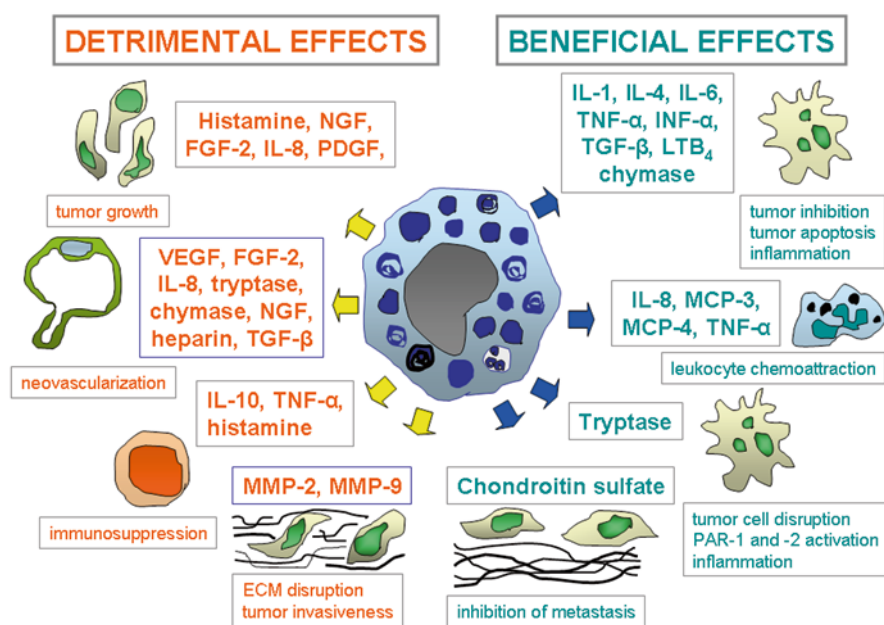 DETRIMENTAL EFFECTS
Histamine, NGF,
FGF-2, IL-8, PDGF,
tumor growth
VEGF, FGF-2,
IL-8, tryptase,
chymase, NGF,
heparin, TGF-β
neovascularization
IL-10, TNF-α,
histamine
immunosuppression
MMP-2, MMP-9
ECM disruption
tumor invasiveness
BENEFICIAL EFFECTS
IL-1, IL-4, IL-6,
TNF-α, INF-α,
TGF-β, LTB₄
chymase
tumor inhibition
tumor apoptosis
inflammation
IL-8, MCP-3,
MCP-4, TNF-α
leukocyte chemoattraction
Tryptase
tumor cell disruption
PAR-1 and -2 activation
inflammation
Chondroitin sulfate
inhibition of metastasis